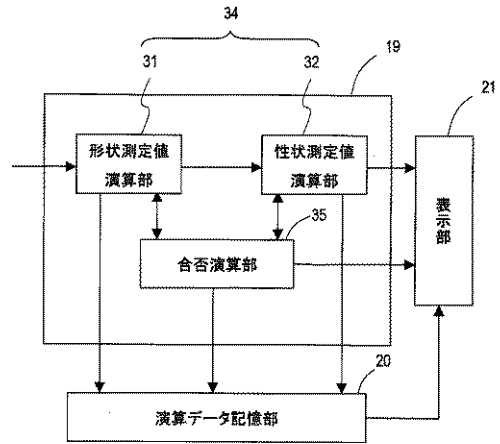 34
31
32
19
21
形状測定値
演算部
性状測定値
演算部
35
合否演算部
表示部
20
演算データ記憶部